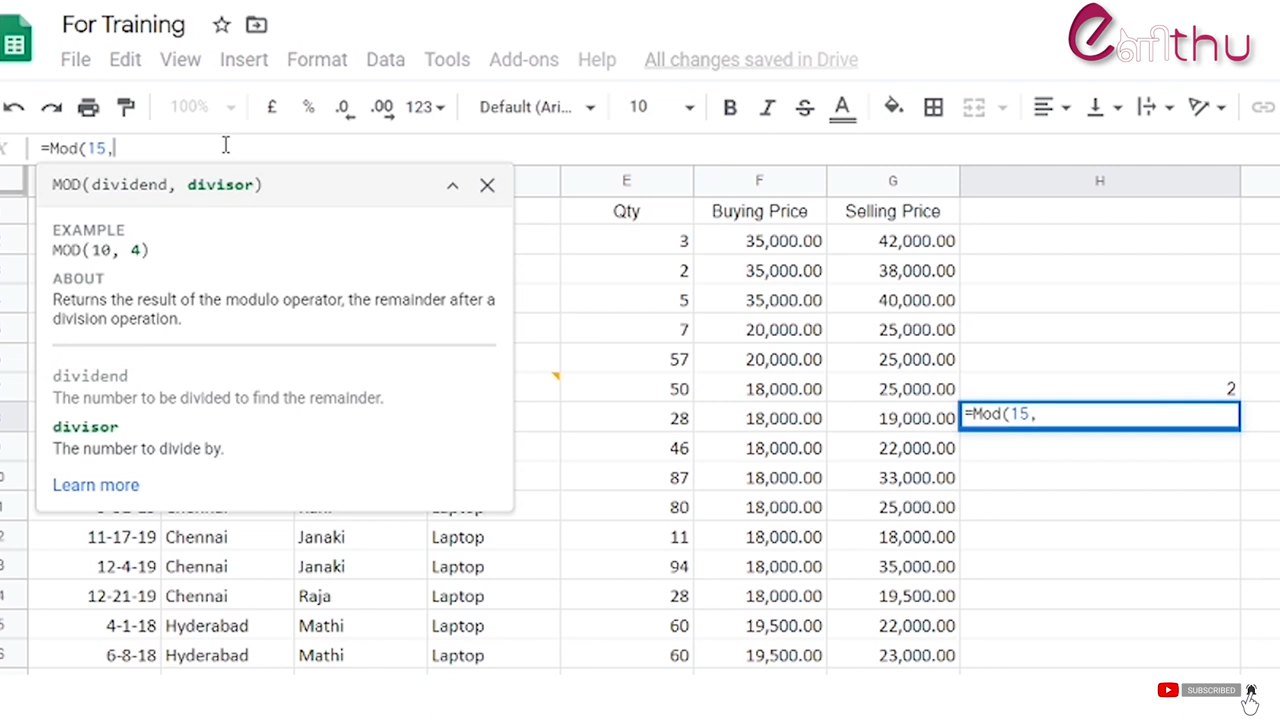 For Training
eஎளிthu
File Edit View Insert Format Data Tools Add-ons Help All changes saved in Drive
100% £ % .0 .00 123 Default (Ari... 10 B I S A
=Mod(15,
MOD(dividend, divisor)
EXAMPLE
MOD(10, 4)
ABOUT
Returns the result of the modulo operator, the remainder after a
division operation.
dividend
The number to be divided to find the remainder.
divisor
The number to divide by.
Learn more
E F G H
Qty Buying Price Selling Price
3 35,000.00 42,000.00
2 35,000.00 38,000.00
5 35,000.00 40,000.00
7 20,000.00 25,000.00
57 20,000.00 25,000.00
50 18,000.00 25,000.00 2
28 18,000.00 19,000.00 =Mod(15,
46 18,000.00 22,000.00
87 18,000.00 33,000.00
80 18,000.00 25,000.00
11-17-19 Chennai Janaki Laptop 11 18,000.00 18,000.00
12-4-19 Chennai Janaki Laptop 94 18,000.00 35,000.00
12-21-19 Chennai Raja Laptop 28 18,000.00 19,500.00
4-1-18 Hyderabad Mathi Laptop 60 19,500.00 22,000.00
6-8-18 Hyderabad Mathi Laptop 60 19,500.00 23,000.00
SUBSCRIBED